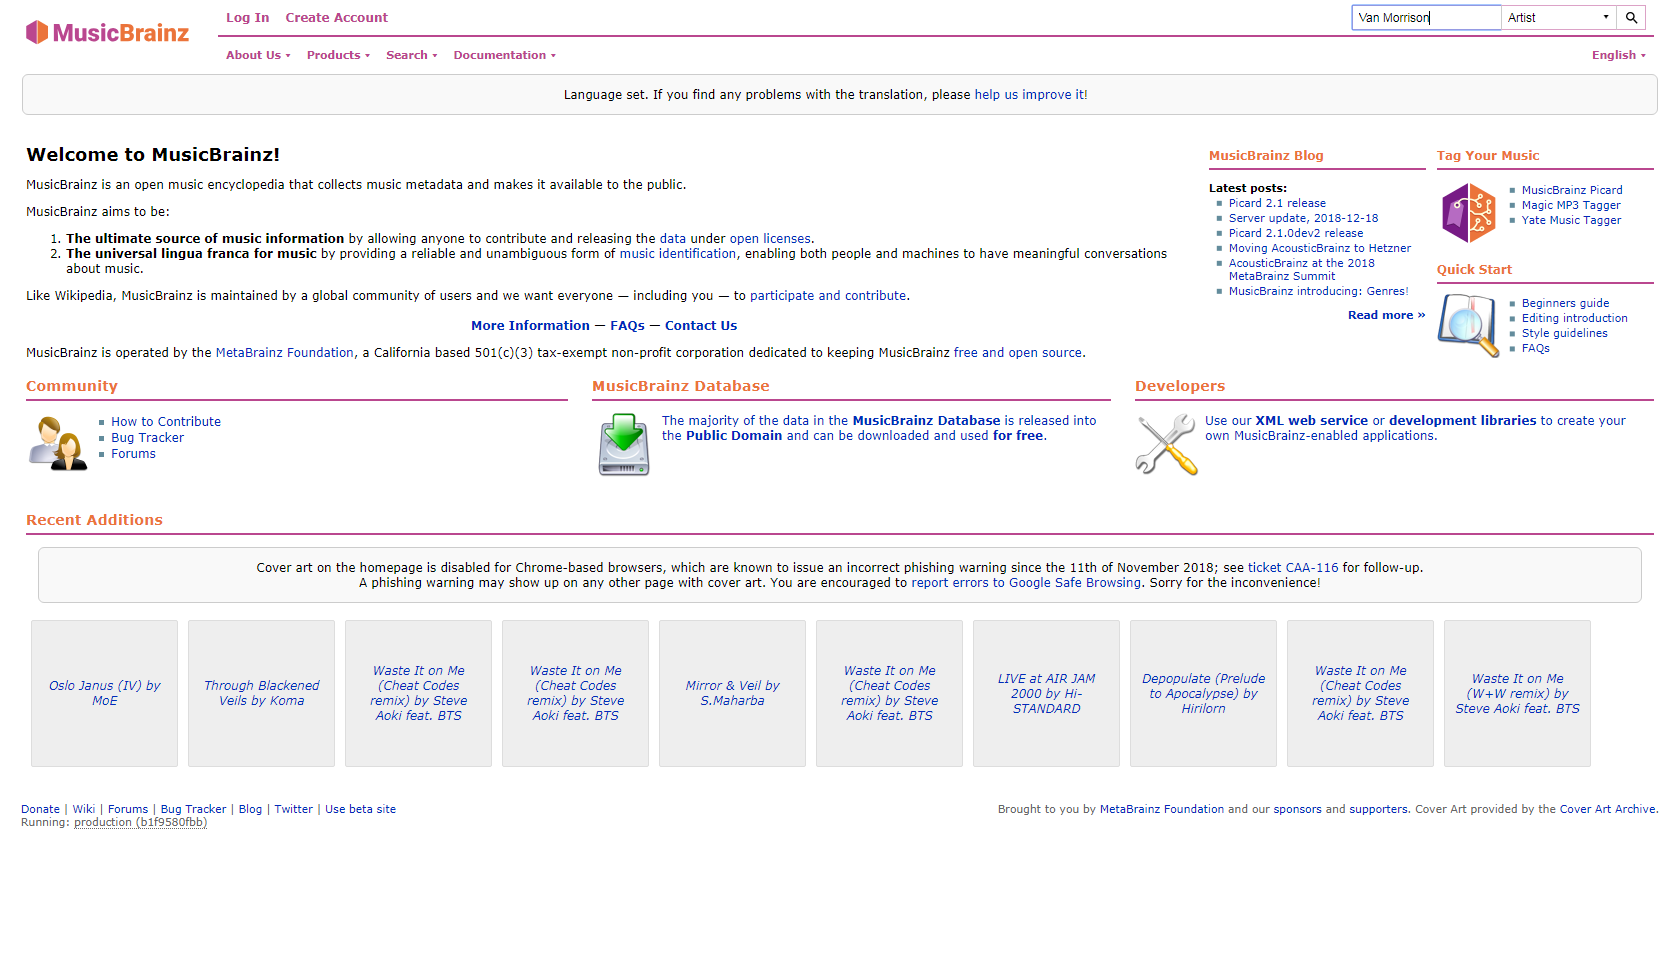 MusicBrainz
Log In Create Account
Van Morrison Artist
About Us Products Search Documentation English
Language set. If you find any problems with the translation, please help us improve it!
Welcome to MusicBrainz!
MusicBrainz is an open music encyclopedia that collects music metadata and makes it available to the public.
MusicBrainz aims to be:
1. The ultimate source of music information by allowing anyone to contribute and releasing the data under open licenses.
2. The universal lingua franca for music by providing a reliable and unambiguous form of music identification, enabling both people and machines to have meaningful conversations
about music.
Like Wikipedia, MusicBrainz is maintained by a global community of users and we want everyone — including you — to participate and contribute.
More Information — FAQs — Contact Us
MusicBrainz is operated by the MetaBrainz Foundation, a California based 501(c)(3) tax-exempt non-profit corporation dedicated to keeping MusicBrainz free and open source.
MusicBrainz Blog
Latest posts:
Picard 2.1 release
Server update, 2018-12-18
Picard 2.1.0dev2 release
Moving AcousticBrainz to Hetzner
AcousticBrainz at the 2018
MetaBrainz Summit
MusicBrainz introducing: Genres!
Read more »
Tag Your Music
MusicBrainz Picard
Magic MP3 Tagger
Yate Music Tagger
Quick Start
Beginners guide
Editing introduction
Style guidelines
FAQs
Community
How to Contribute
Bug Tracker
Forums
MusicBrainz Database
The majority of the data in the MusicBrainz Database is released into
the Public Domain and can be downloaded and used for free.
Developers
Use our XML web service or development libraries to create your
own MusicBrainz-enabled applications.
Recent Additions
Cover art on the homepage is disabled for Chrome-based browsers, which are known to issue an incorrect phishing warning since the 11th of November 2018; see ticket CAA-116 for follow-up.
A phishing warning may show up on any other page with cover art. You are encouraged to report errors to Google Safe Browsing. Sorry for the inconvenience!
Oslo Janus (IV) by
MoE
Through Blackened
Veils by Koma
Waste It on Me
(Cheat Codes
remix) by Steve
Aoki feat. BTS
Waste It on Me
(Cheat Codes
remix) by Steve
Aoki feat. BTS
Mirror & Veil by
S.Maharba
Waste It on Me
(Cheat Codes
remix) by Steve
Aoki feat. BTS
LIVE at AIR JAM
2000 by Hi-
STANDARD
Depopulate (Prelude
to Apocalypse) by
Hirilorn
Waste It on Me
(Cheat Codes
remix) by Steve
Aoki feat. BTS
Waste It on Me
(W+W remix) by
Steve Aoki feat. BTS
Donate | Wiki | Forums | Bug Tracker | Blog | Twitter | Use beta site
Running: production (b1f9580fbb)
Brought to you by MetaBrainz Foundation and our sponsors and supporters. Cover Art provided by the Cover Art Archive.